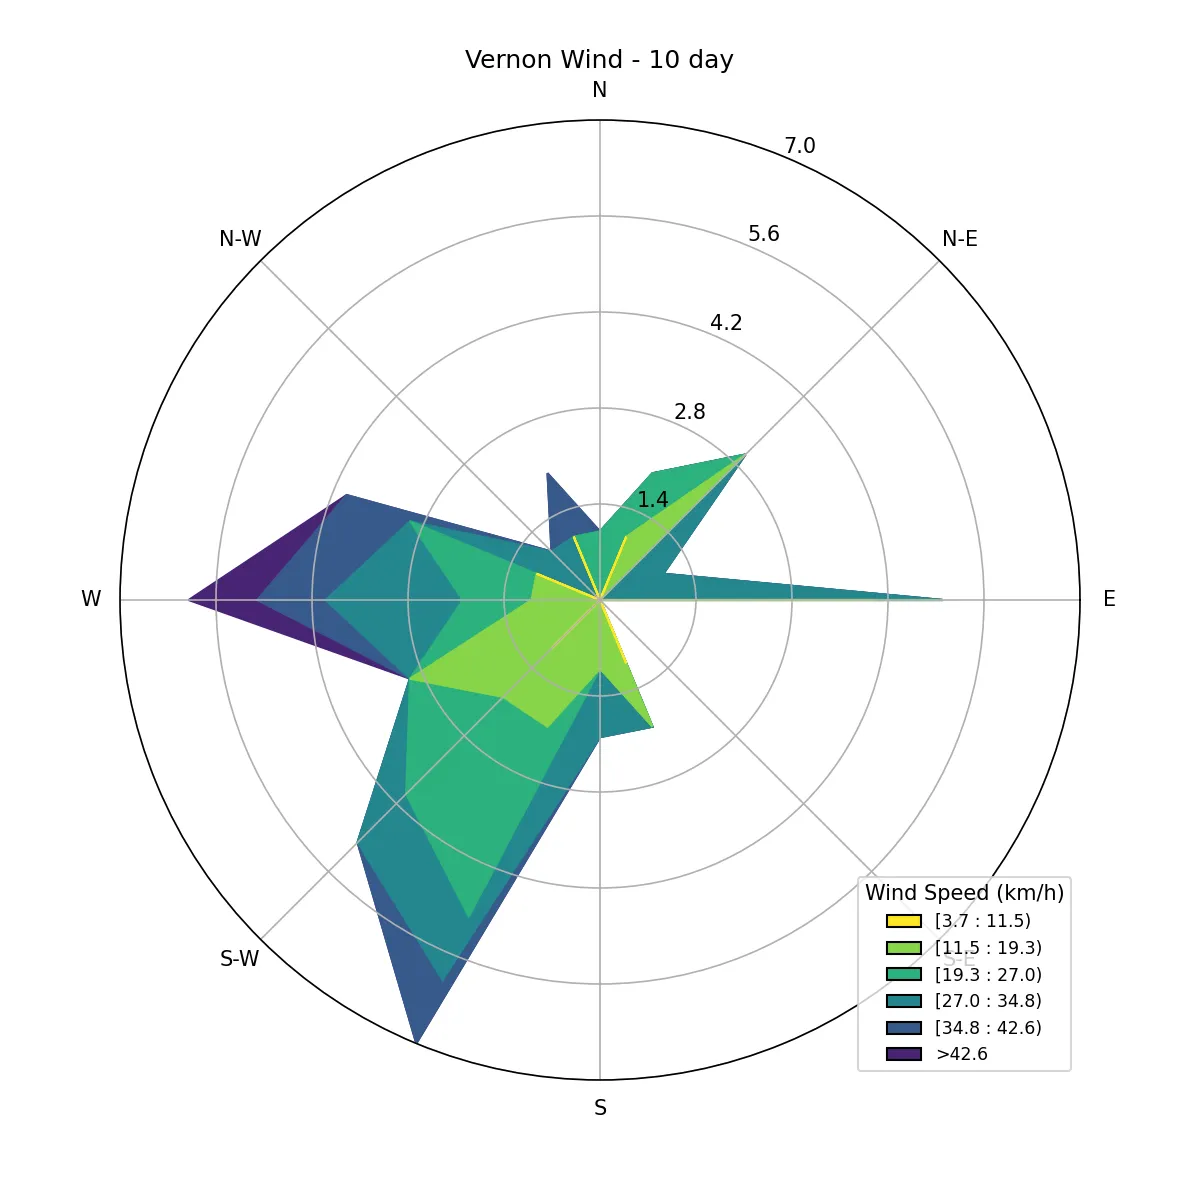 Vernon Wind - 10 day
N
7.0
N-W
5.6
N-E
4.2
2.8
1.4
W
E
S-W
S-E
S
Wind Speed (km/h)
[3.7 : 11.5)
[11.5 : 19.3)
[19.3 : 27.0)
[27.0 : 34.8)
[34.8 : 42.6)
>42.6